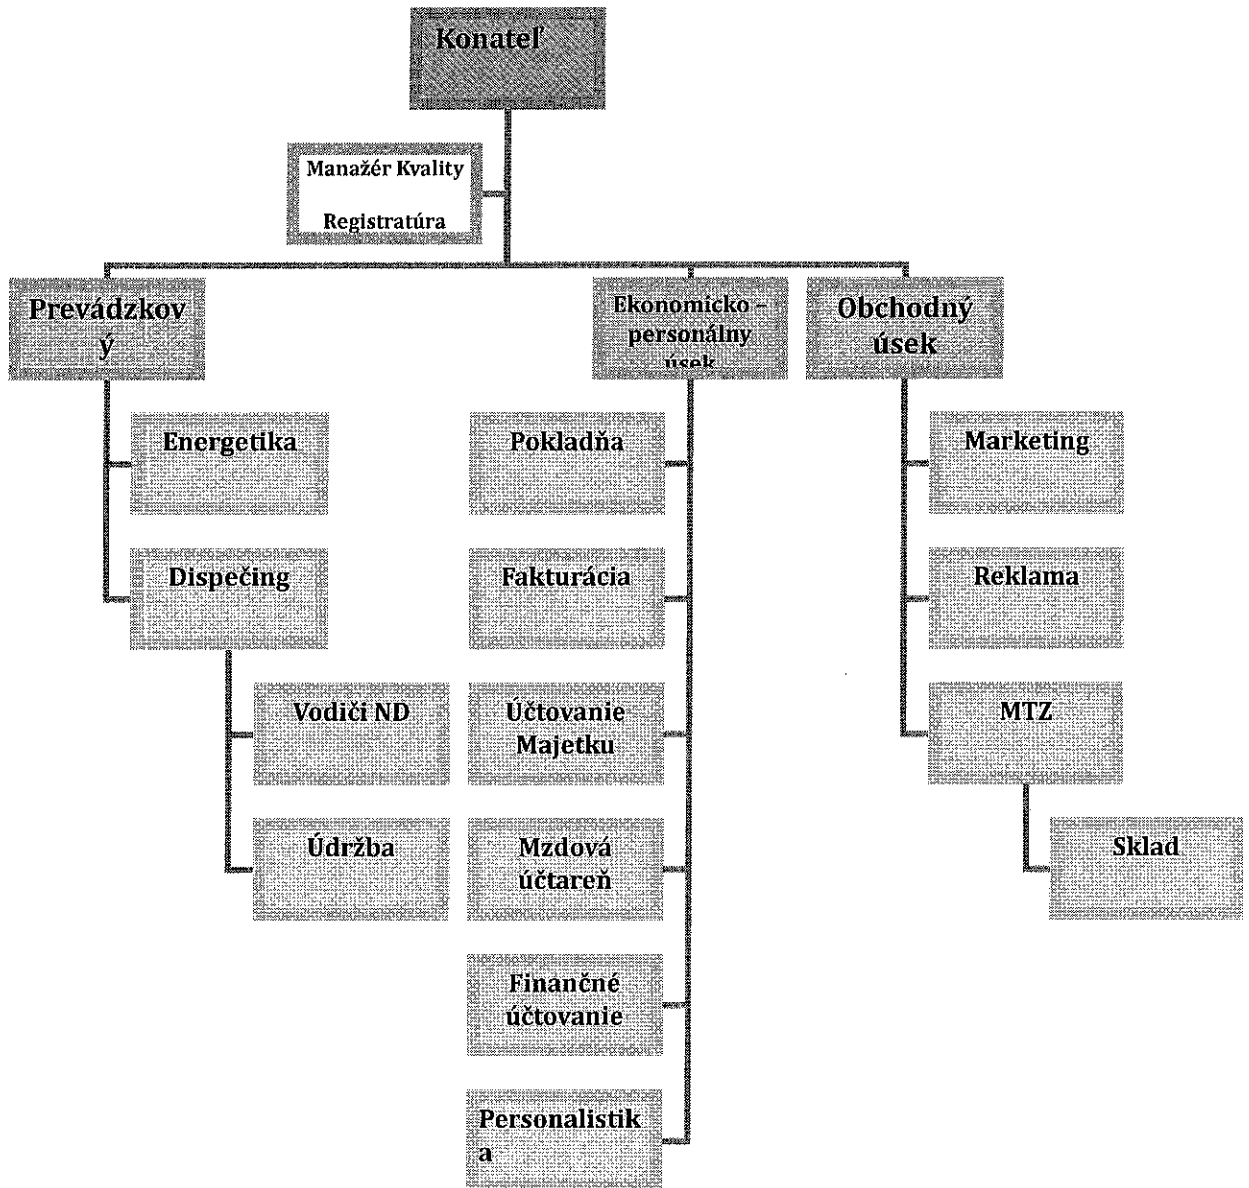 Konateľ
Manažér Kvality
Registratúra
Prevádzkov
ý
Ekonomicko –
personálny
úsek
Obchodný
úsek
Energetika
Pokladňa
Marketing
Dispečing
Fakturácia
Reklama
Vodiči ND
Účtovanie
Majetku
MTZ
Údržba
Mzdová
účtareň
Sklad
Finančné
účtovanie
Personalistik
a